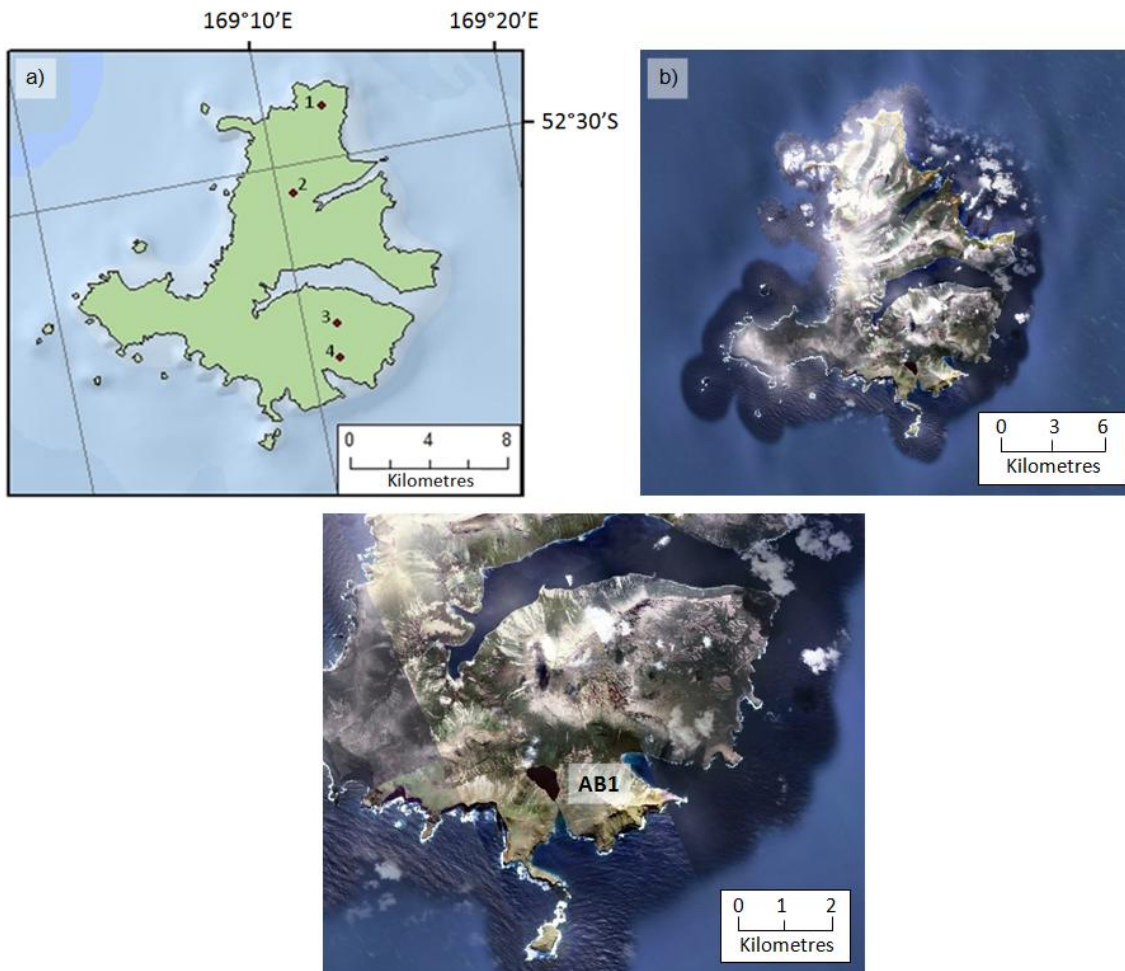 169°10’E
169°20’E
a)
1
52°30’S
2
3
4
0 4 8
Kilometres
b)
0 3 6
Kilometres
AB1
0 1 2
Kilometres